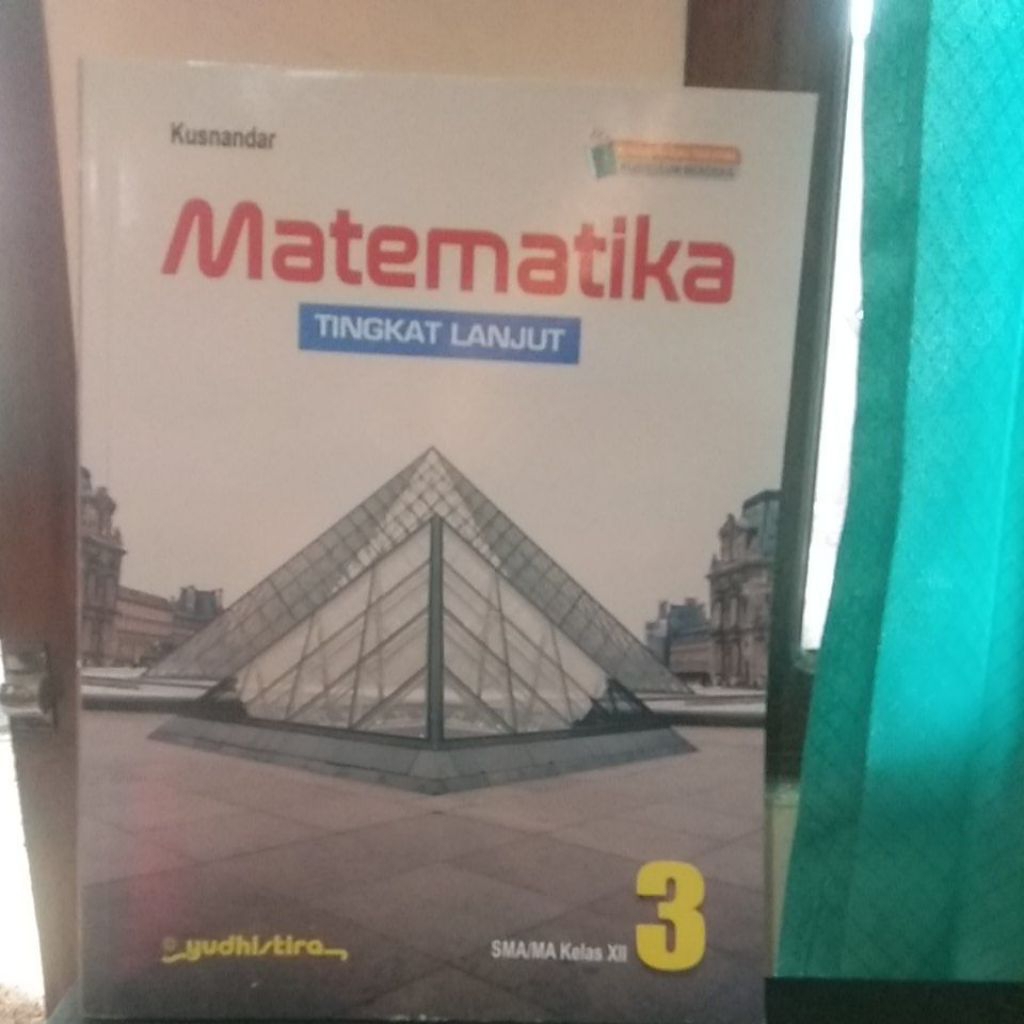 Kusnandar
Matematika
TINGKAT LANJUT
yudhistira
SMA/MA Kelas XII
3